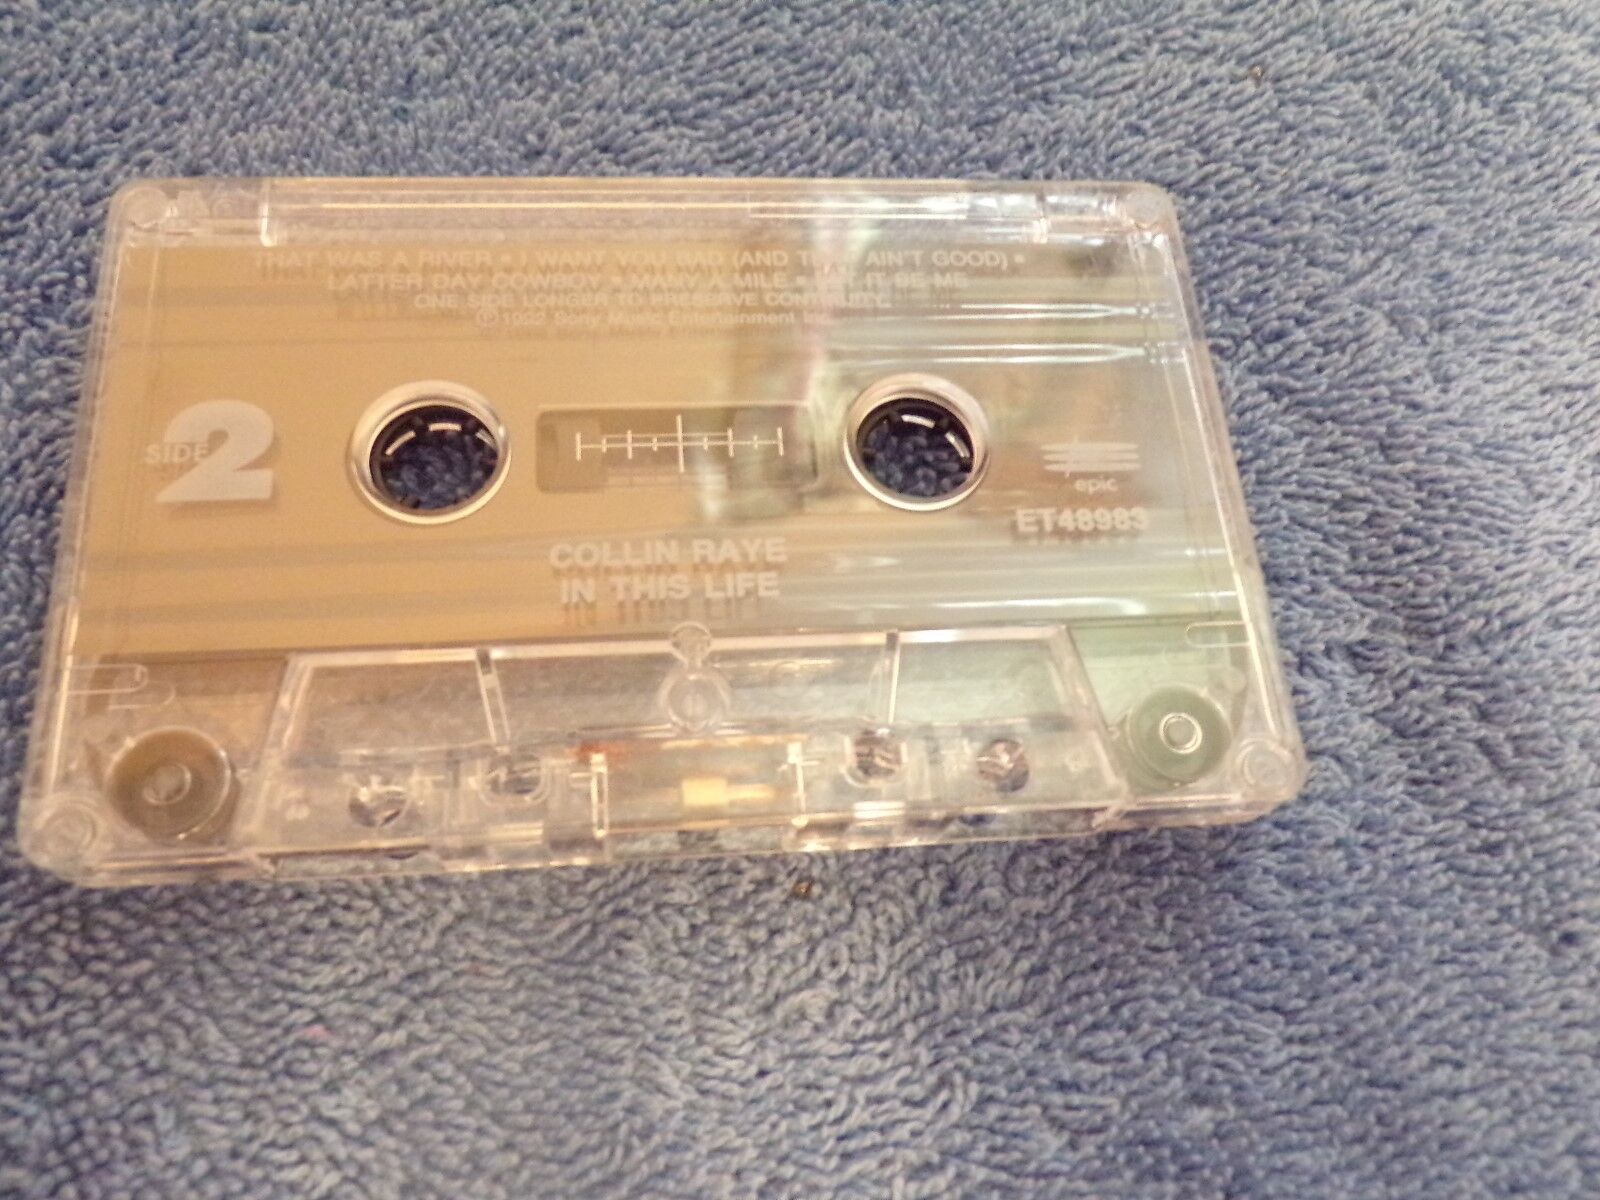 THAT WAS A RIVER • I WANT YOU BAD (AND THAT AIN'T GOOD) •
LATTER DAY COWBOY • MANY A MILE • LET IT BE ME
ONE SIDE LONGER TO PRESERVE CONTINUITY.
Ⓟ 1992 Sony Music Entertainment Inc.
SIDE 2
epic
ET48983
COLLIN RAYE
IN THIS LIFE